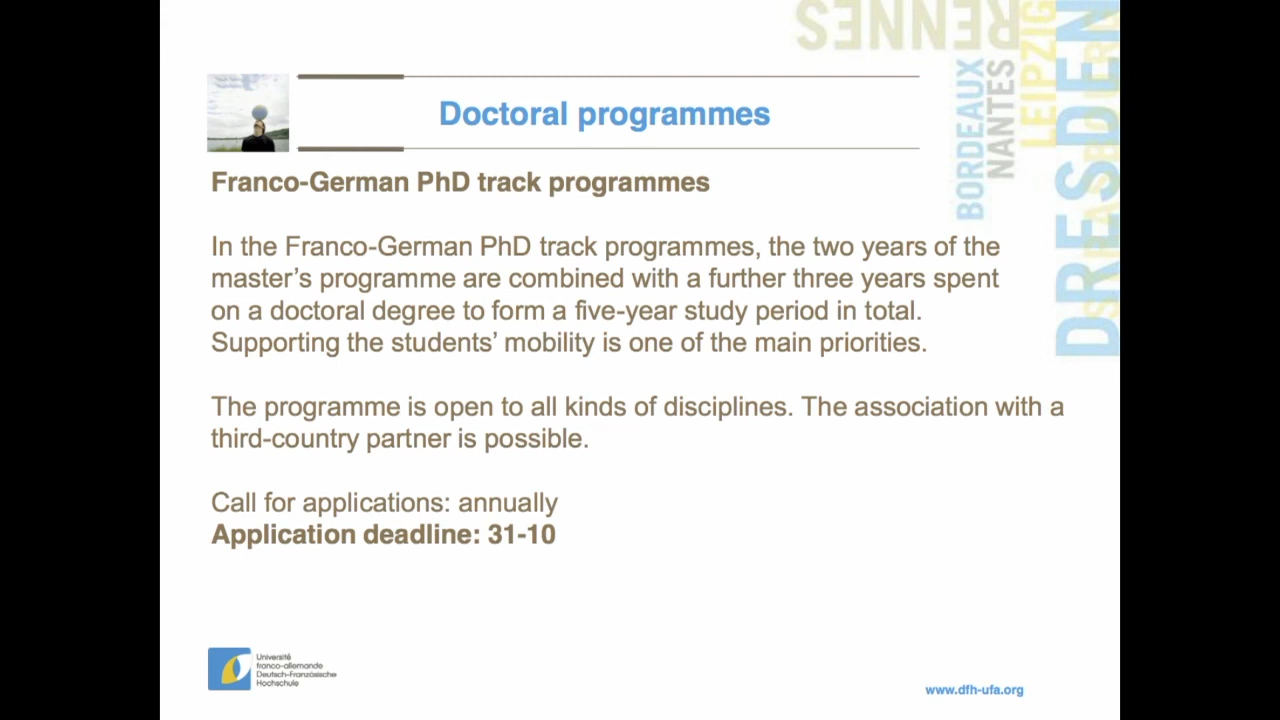 RENNES
BORDEAUX
NANTES
LEIPZIG
DRESDEN
Doctoral programmes
Franco-German PhD track programmes
In the Franco-German PhD track programmes, the two years of the
master’s programme are combined with a further three years spent
on a doctoral degree to form a five-year study period in total.
Supporting the students’ mobility is one of the main priorities.
The programme is open to all kinds of disciplines. The association with a
third-country partner is possible.
Call for applications: annually
Application deadline: 31-10
Université
franco-allemande
Deutsch-Französische
Hochschule
www.dfh-ufa.org